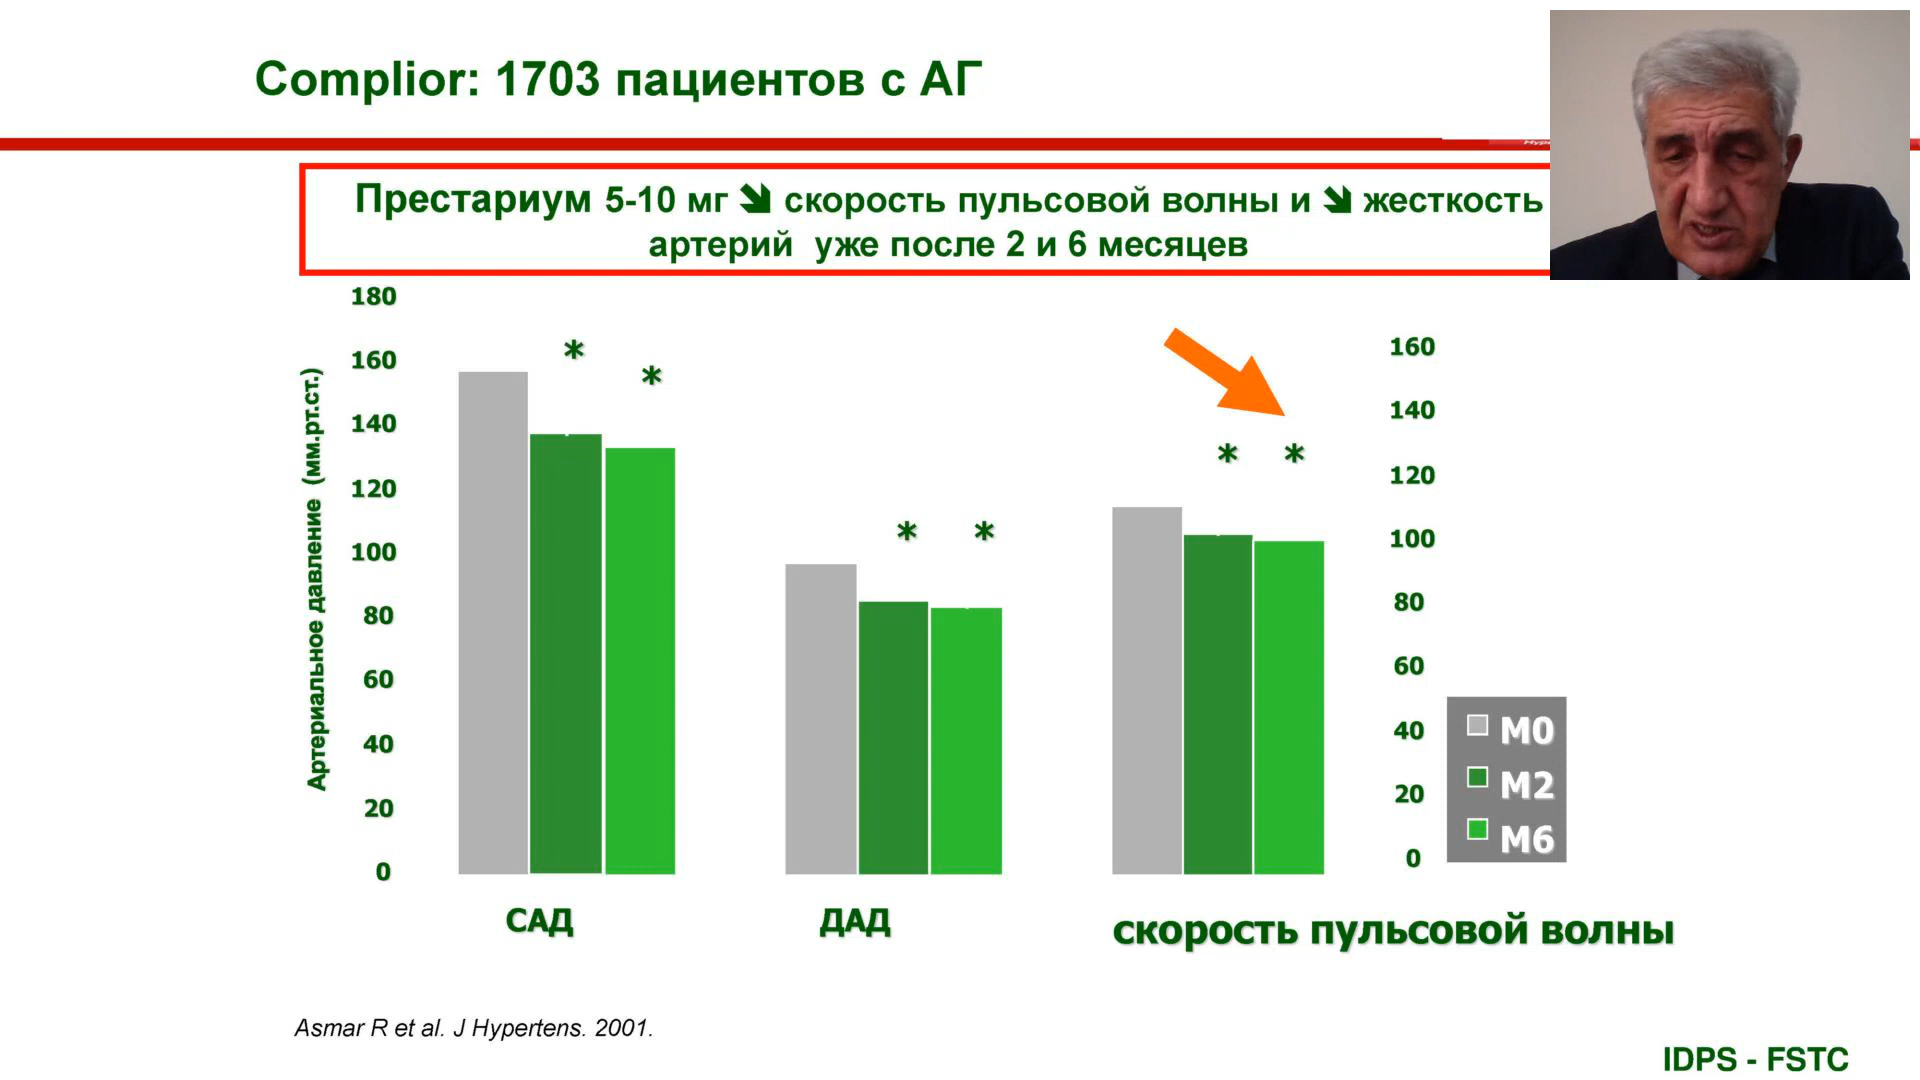 Complior: 1703 пациентов с АГ
Престариум 5-10 мг скорость пульсовой волны и жесткость
артерий уже после 2 и 6 месяцев
Артериальное давление (мм.рт.ст.)
180
160
140
120
100
80
60
40
20
0
* *
* *
* *
160
140
120
100
80
60
40
20
0
M0
M2
M6
САД
ДАД
скорость пульсовой волны
Asmar R et al. J Hypertens. 2001.
IDPS - FSTC